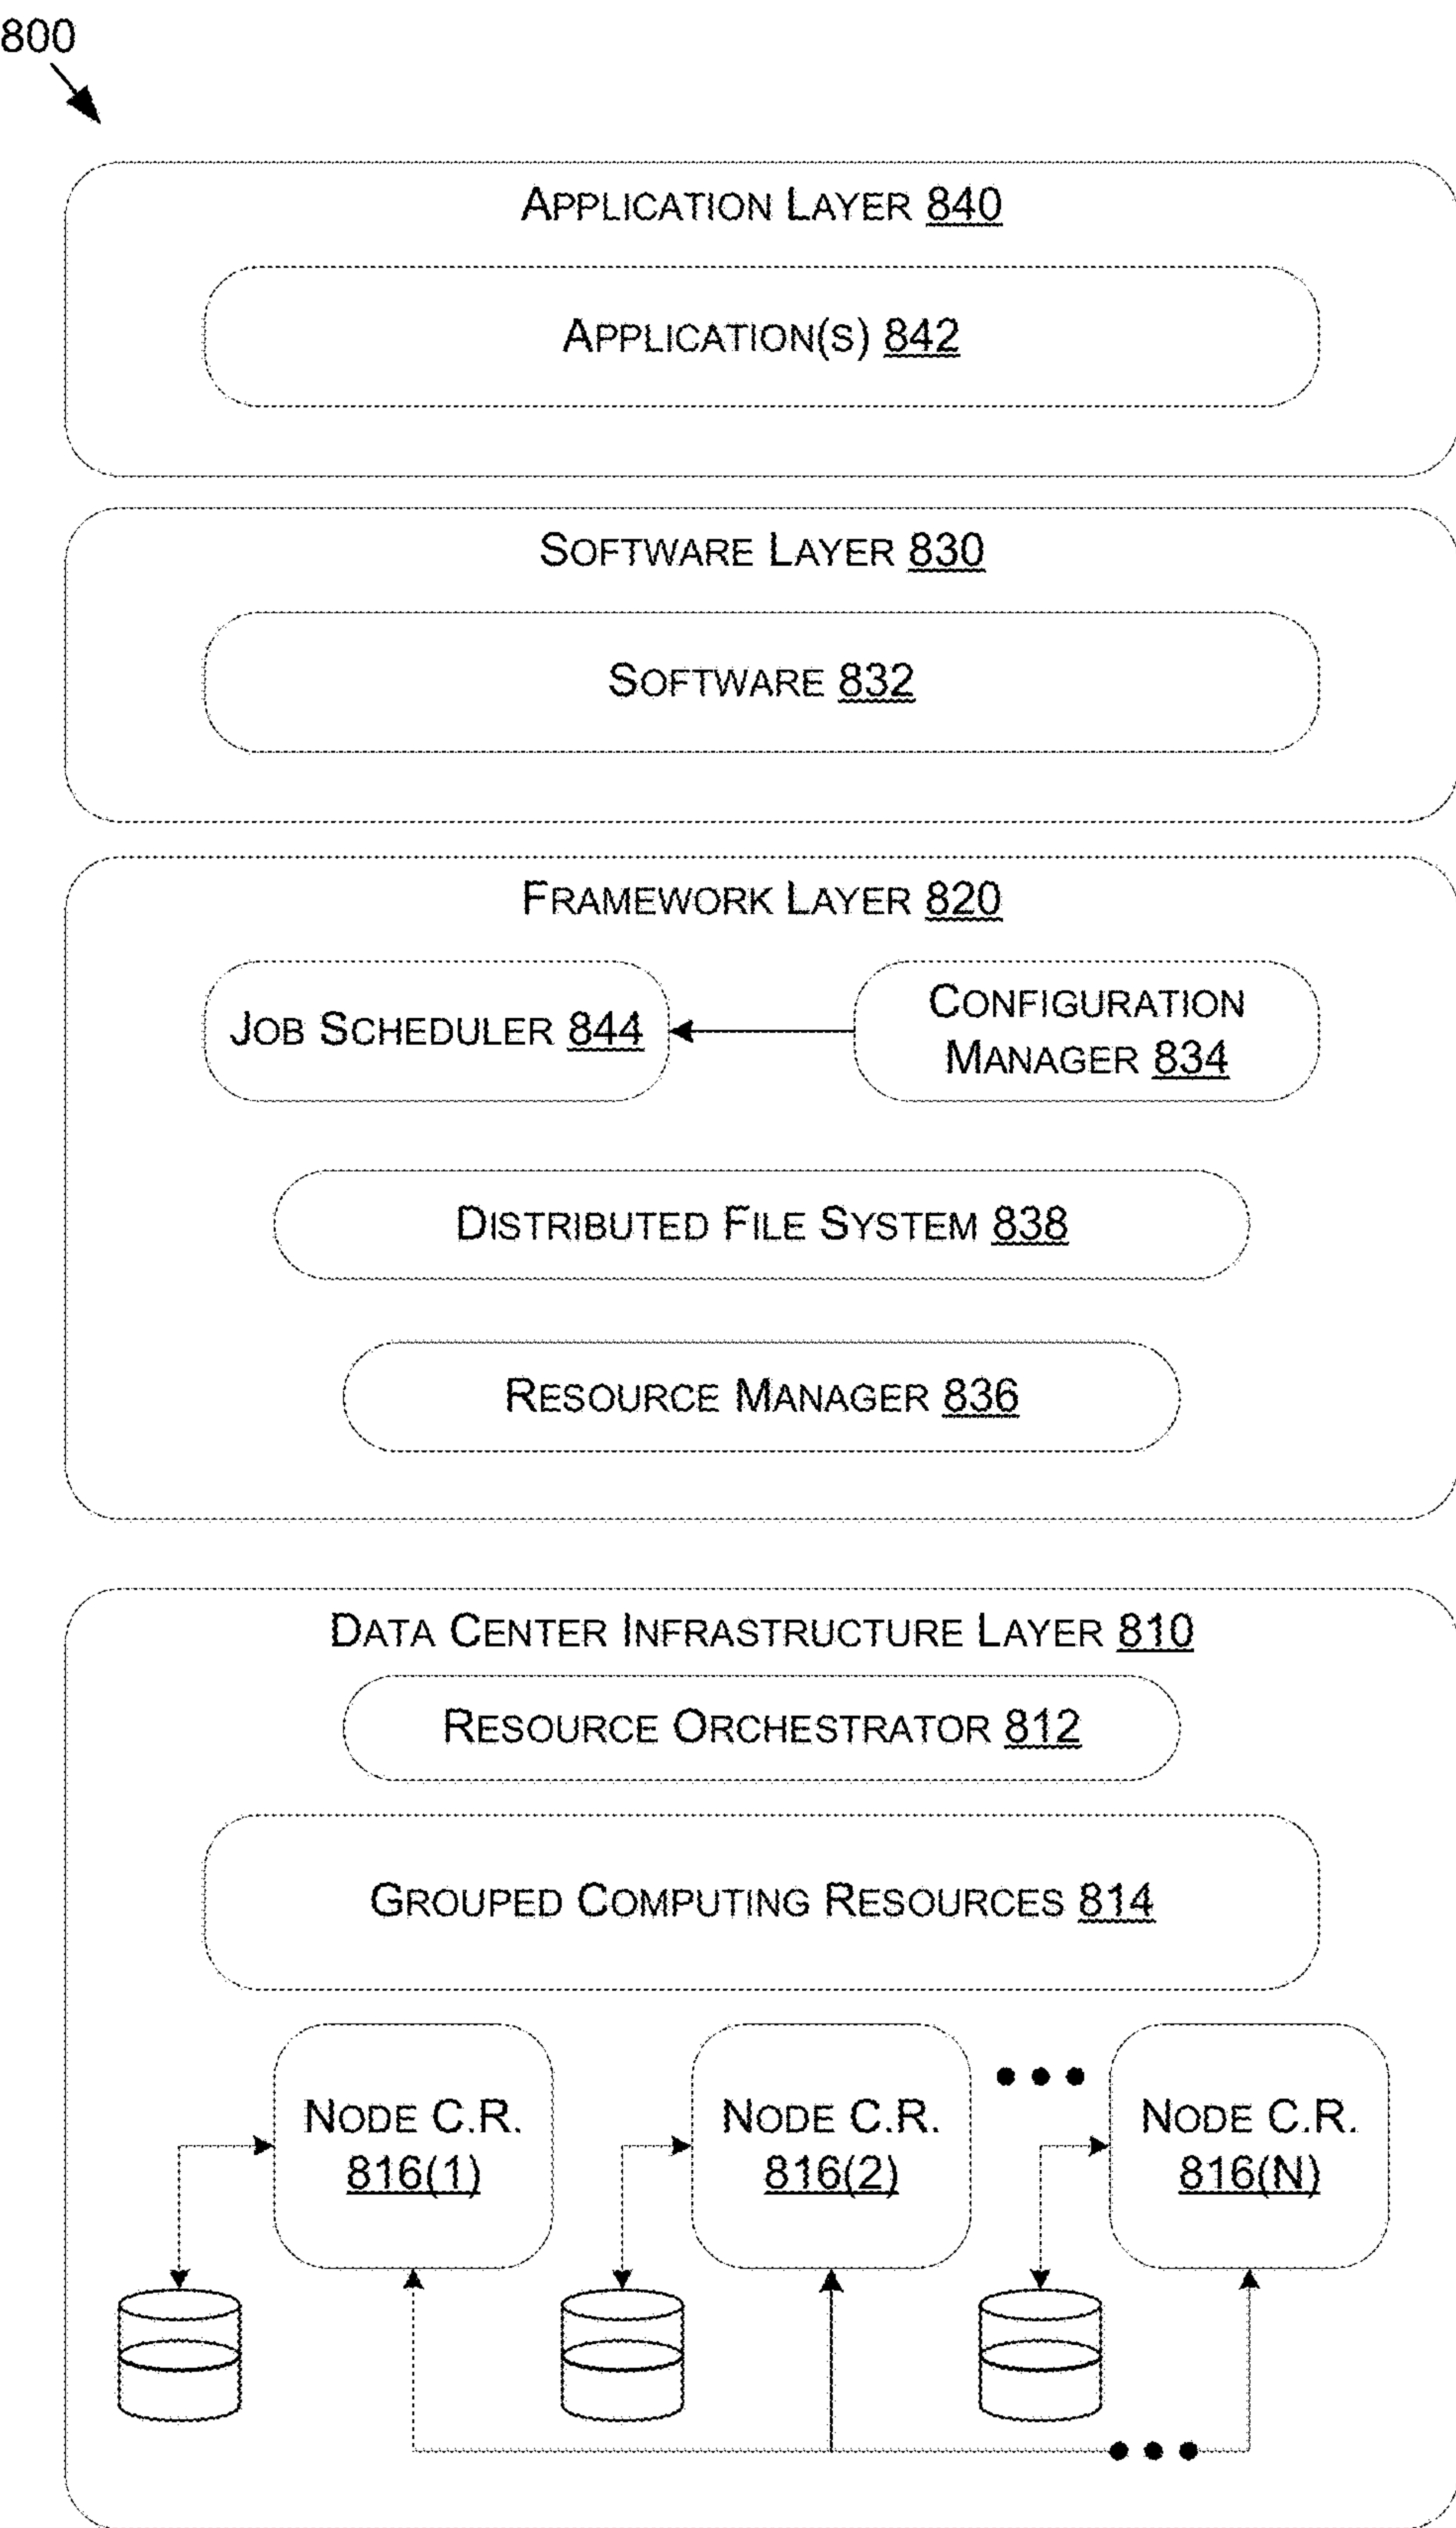 800
APPLICATION LAYER 840
APPLICATION(S) 842
SOFTWARE LAYER 830
SOFTWARE 832
FRAMEWORK LAYER 820
JOB SCHEDULER 844
CONFIGURATION
MANAGER 834
DISTRIBUTED FILE SYSTEM 838
RESOURCE MANAGER 836
DATA CENTER INFRASTRUCTURE LAYER 810
RESOURCE ORCHESTRATOR 812
GROUPED COMPUTING RESOURCES 814
NODE C.R.
816(1)
NODE C.R.
816(2)
NODE C.R.
816(N)